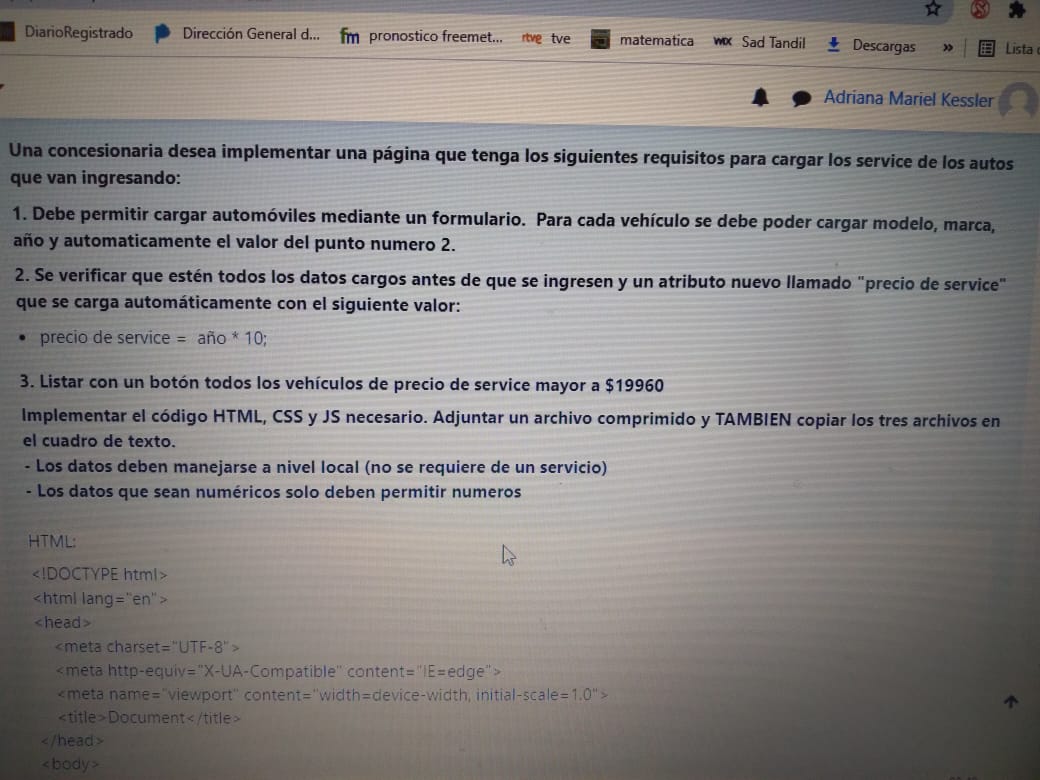 DiarioRegistrado Dirección General d... fm pronostico freemet... rtve tve matematica WIX Sad Tandil Descargas » Lista
Adriana Mariel Kessler
Una concesionaria desea implementar una página que tenga los siguientes requisitos para cargar los service de los autos
que van ingresando:
1. Debe permitir cargar automóviles mediante un formulario. Para cada vehículo se debe poder cargar modelo, marca,
año y automaticamente el valor del punto numero 2.
2. Se verificar que estén todos los datos cargos antes de que se ingresen y un atributo nuevo llamado "precio de service"
que se carga automáticamente con el siguiente valor:
• precio de service = año * 10;
3. Listar con un botón todos los vehículos de precio de service mayor a $19960
Implementar el código HTML, CSS y JS necesario. Adjuntar un archivo comprimido y TAMBIEN copiar los tres archivos en
el cuadro de texto.
- Los datos deben manejarse a nivel local (no se requiere de un servicio)
- Los datos que sean numéricos solo deben permitir numeros
HTML:
<!DOCTYPE html>
<html lang="en">
<head>
<meta charset="UTF-8">
<meta http-equiv="X-UA-Compatible" content="IE=edge">
<meta name="viewport" content="width=device-width, initial-scale=1.0">
<title>Document</title>
</head>
<body>